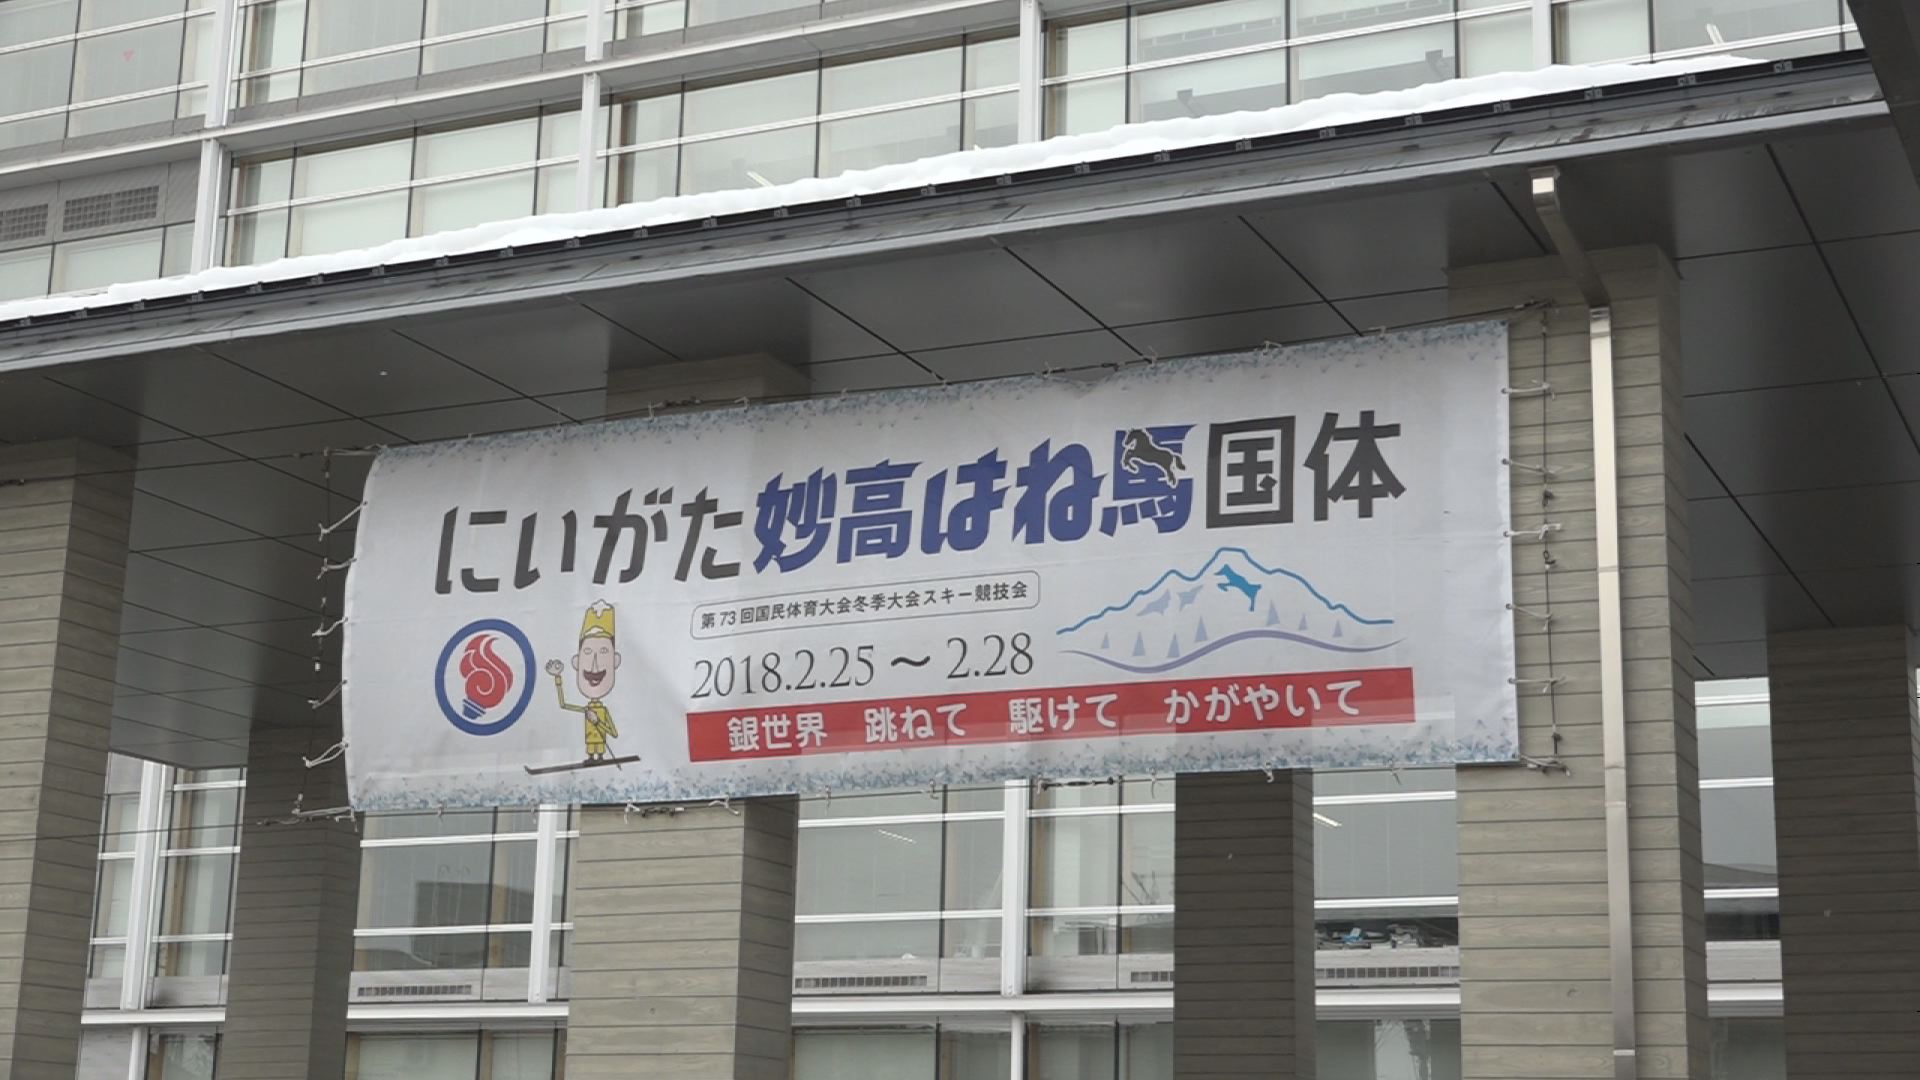 にいがた妙高はね馬国体
第73回国民体育大会冬季大会スキー競技会
2018.2.25～2.28
銀世界 跳ねて 駆けて かがやいて